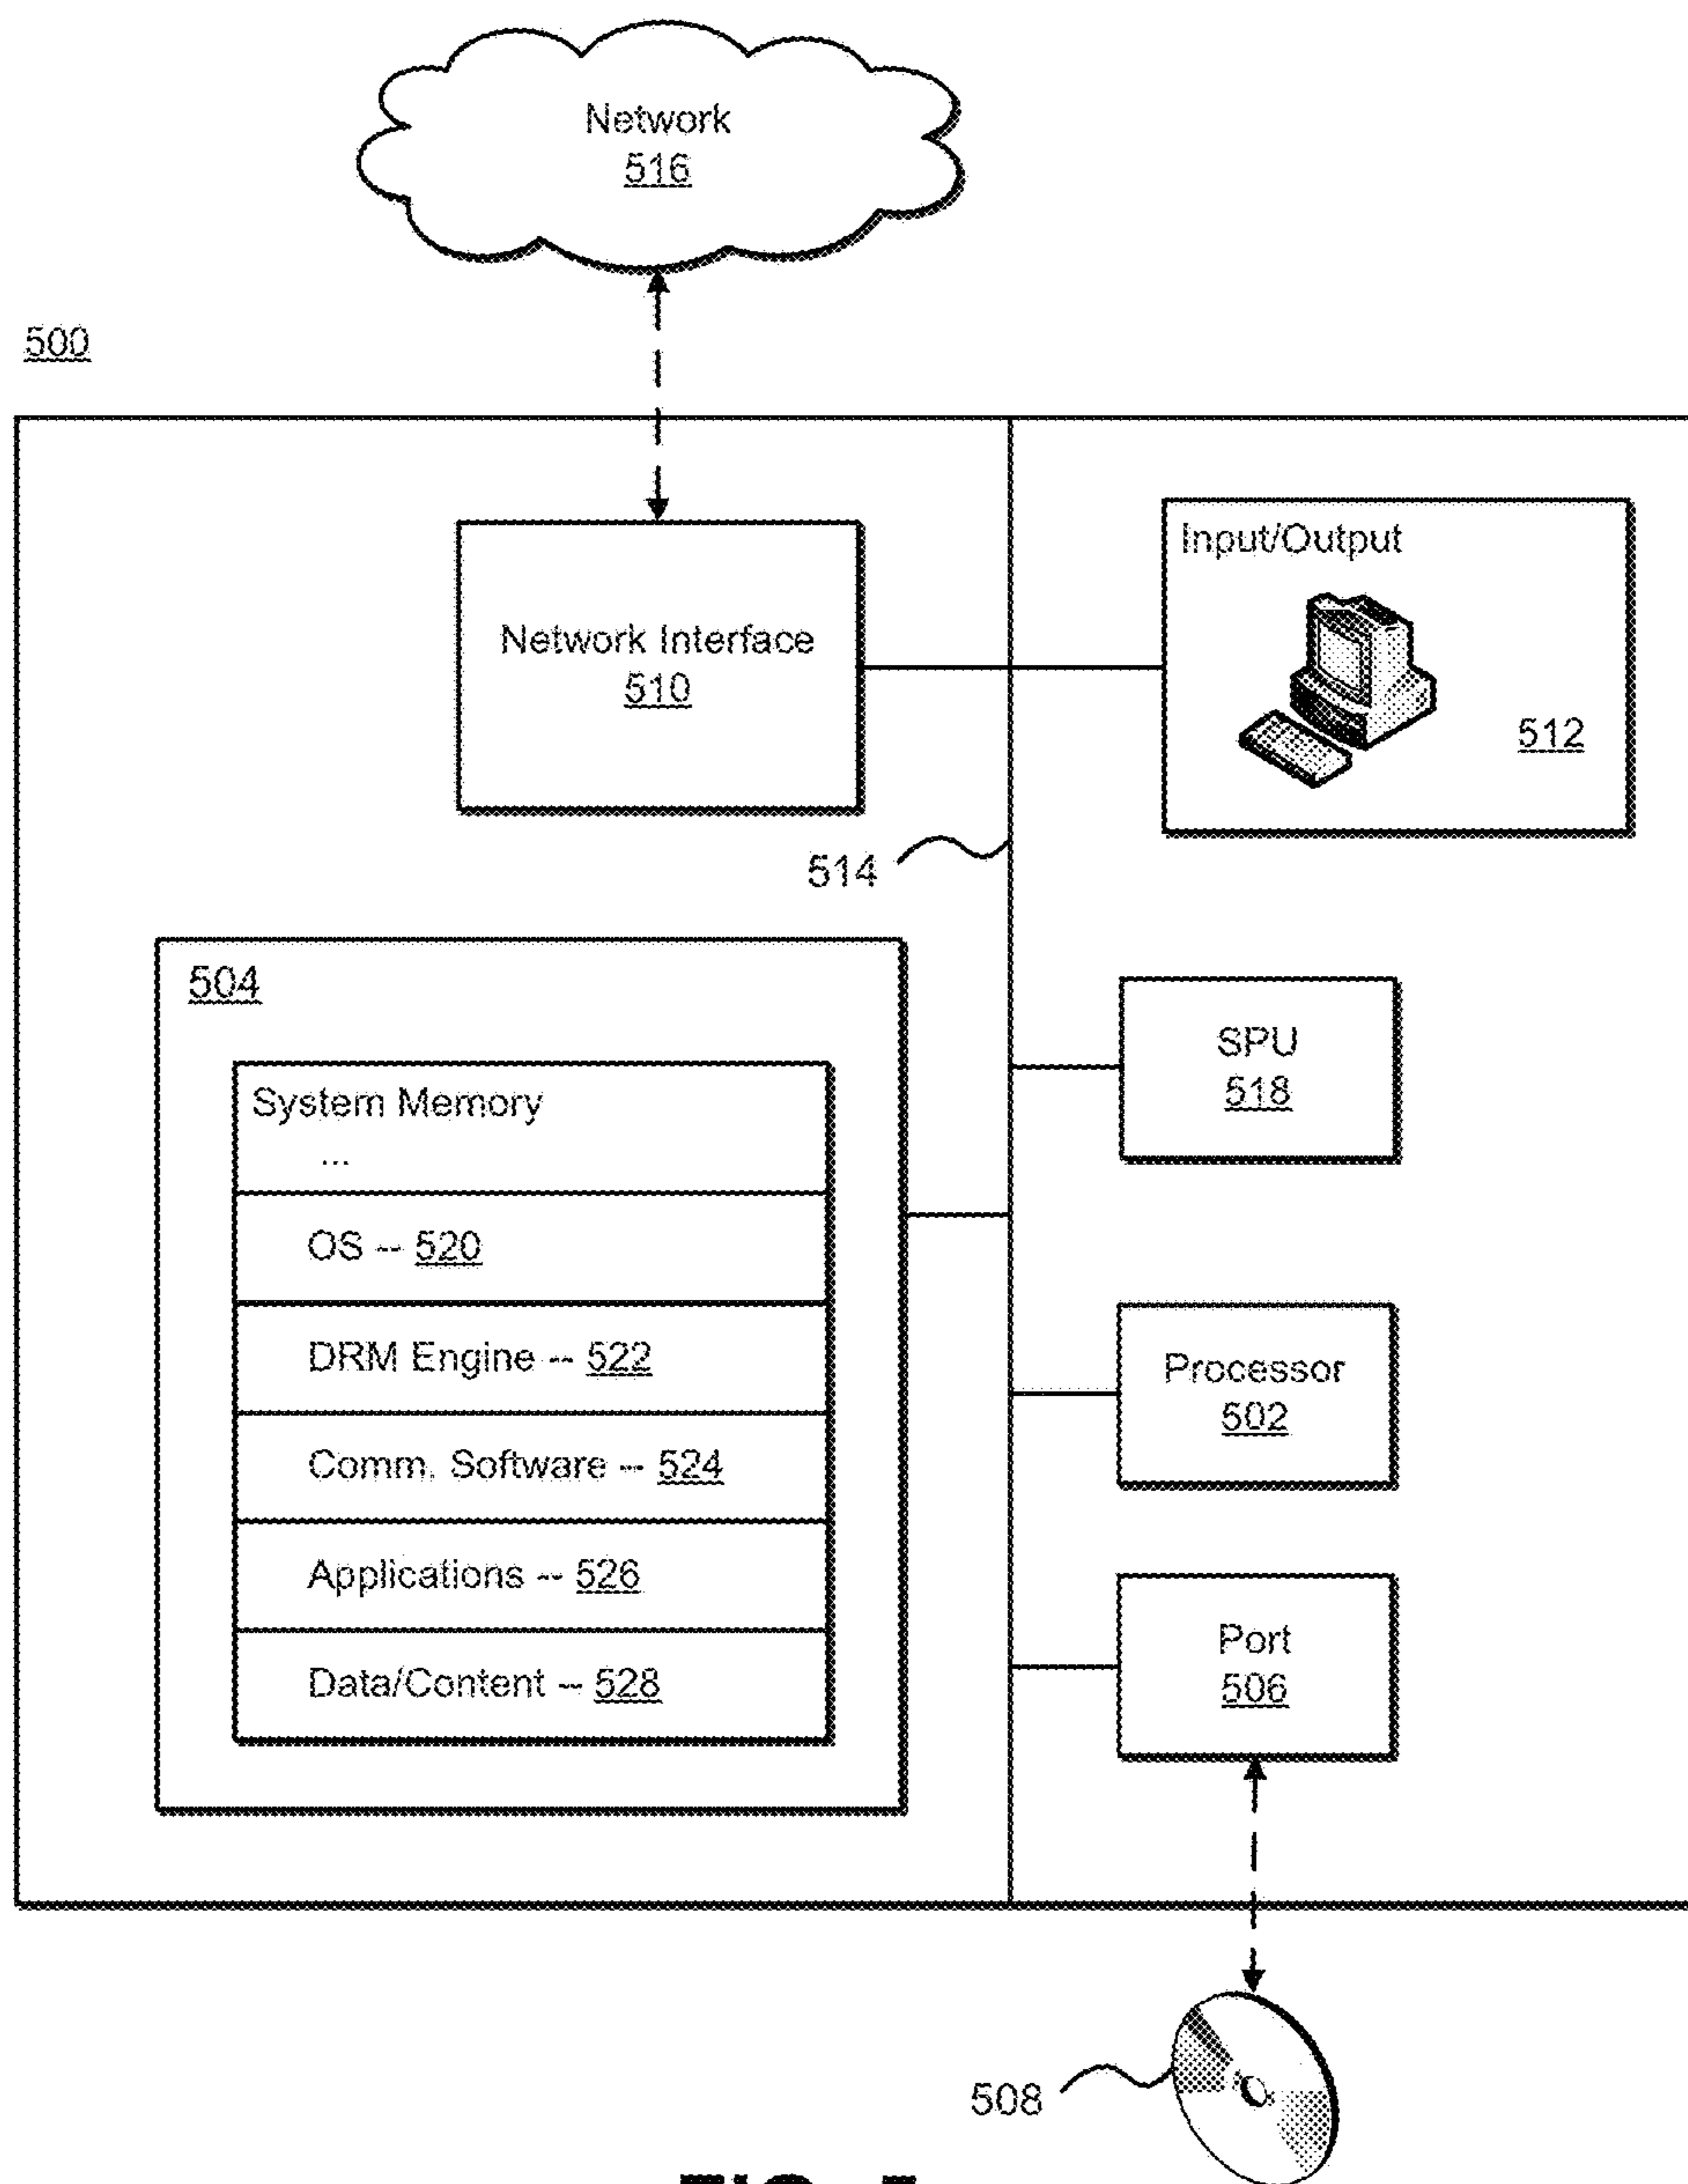 Network
516
500
Network Interface
510
Input/Output
512
514
504
System Memory
...
OS -- 520
DRM Engine -- 522
Comm. Software -- 524
Applications -- 526
Data/Content -- 528
SPU
518
Processor
502
Port
506
508